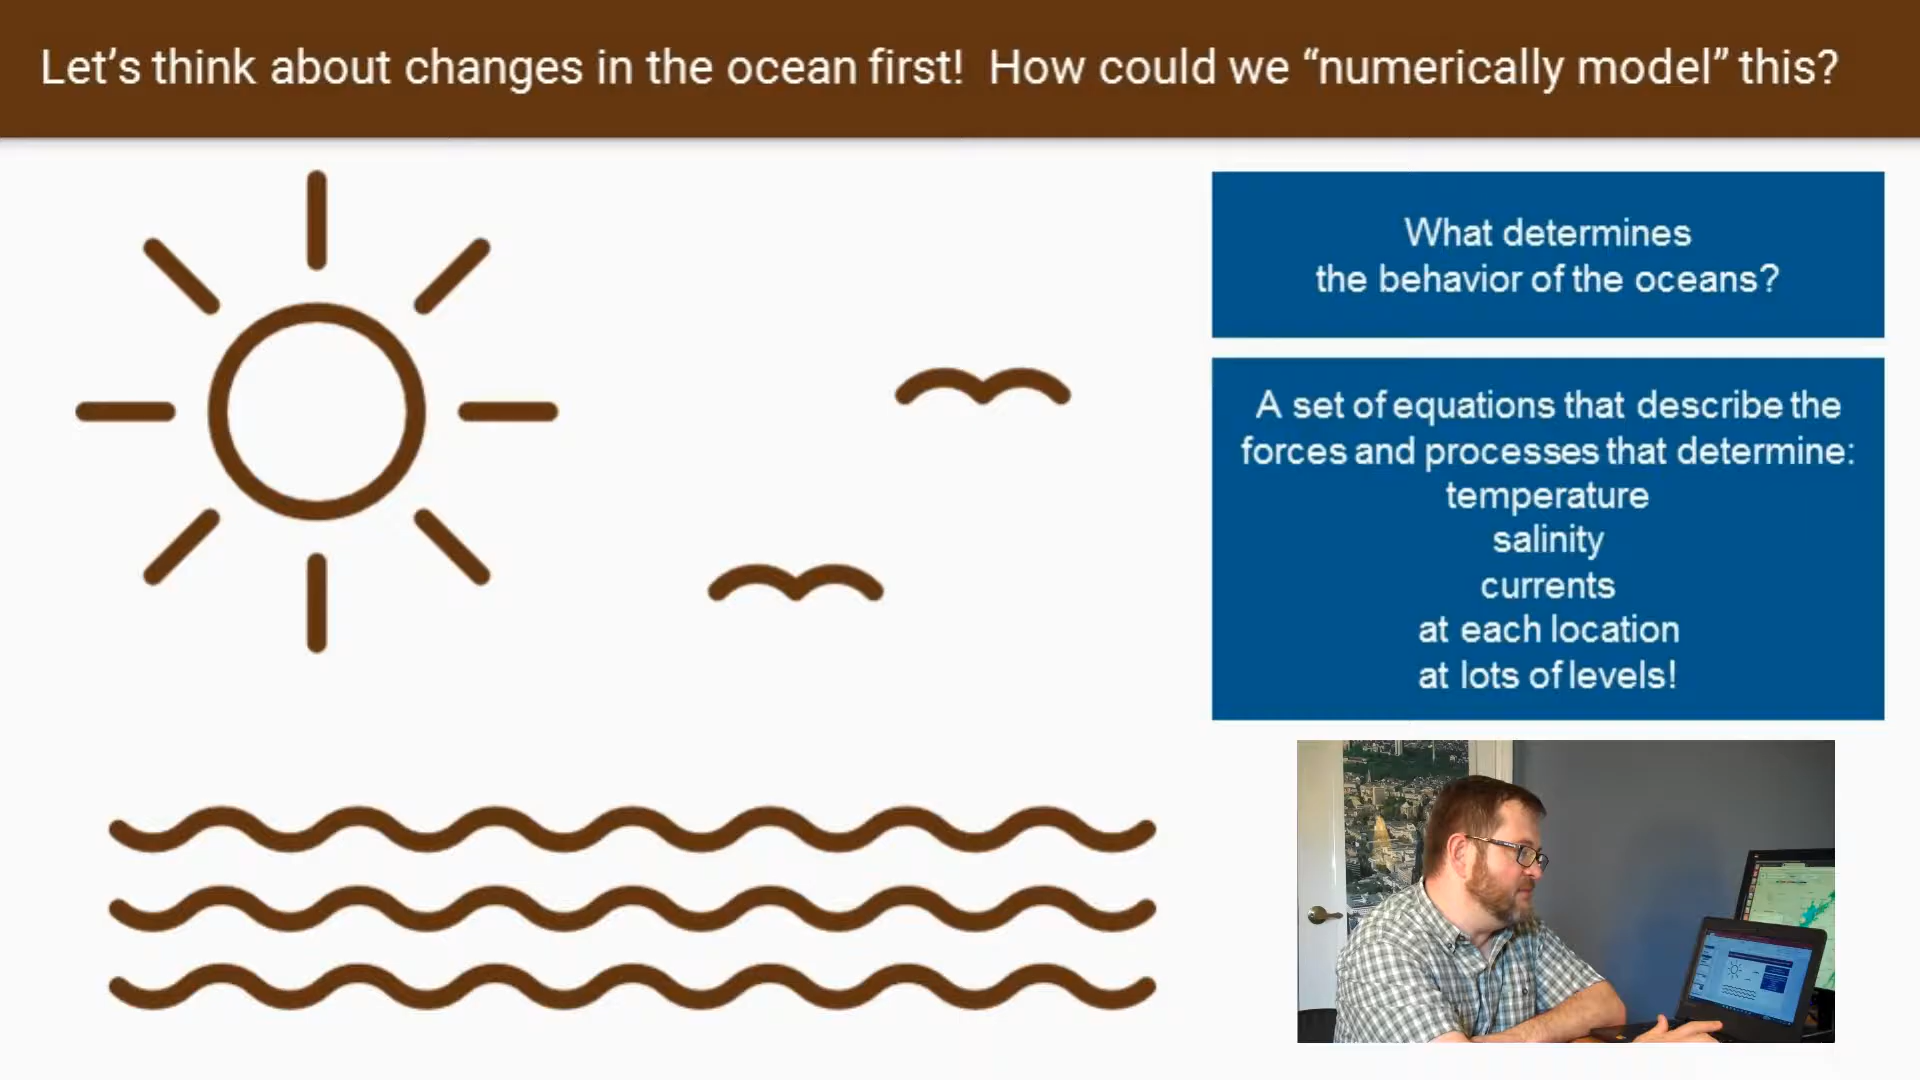 Let’s think about changes in the ocean first!  How could we “numerically model” this?
What determines
the behavior of the oceans?
A set of equations that describe the
forces and processes that determine:
temperature
salinity
currents
at each location
at lots of levels!